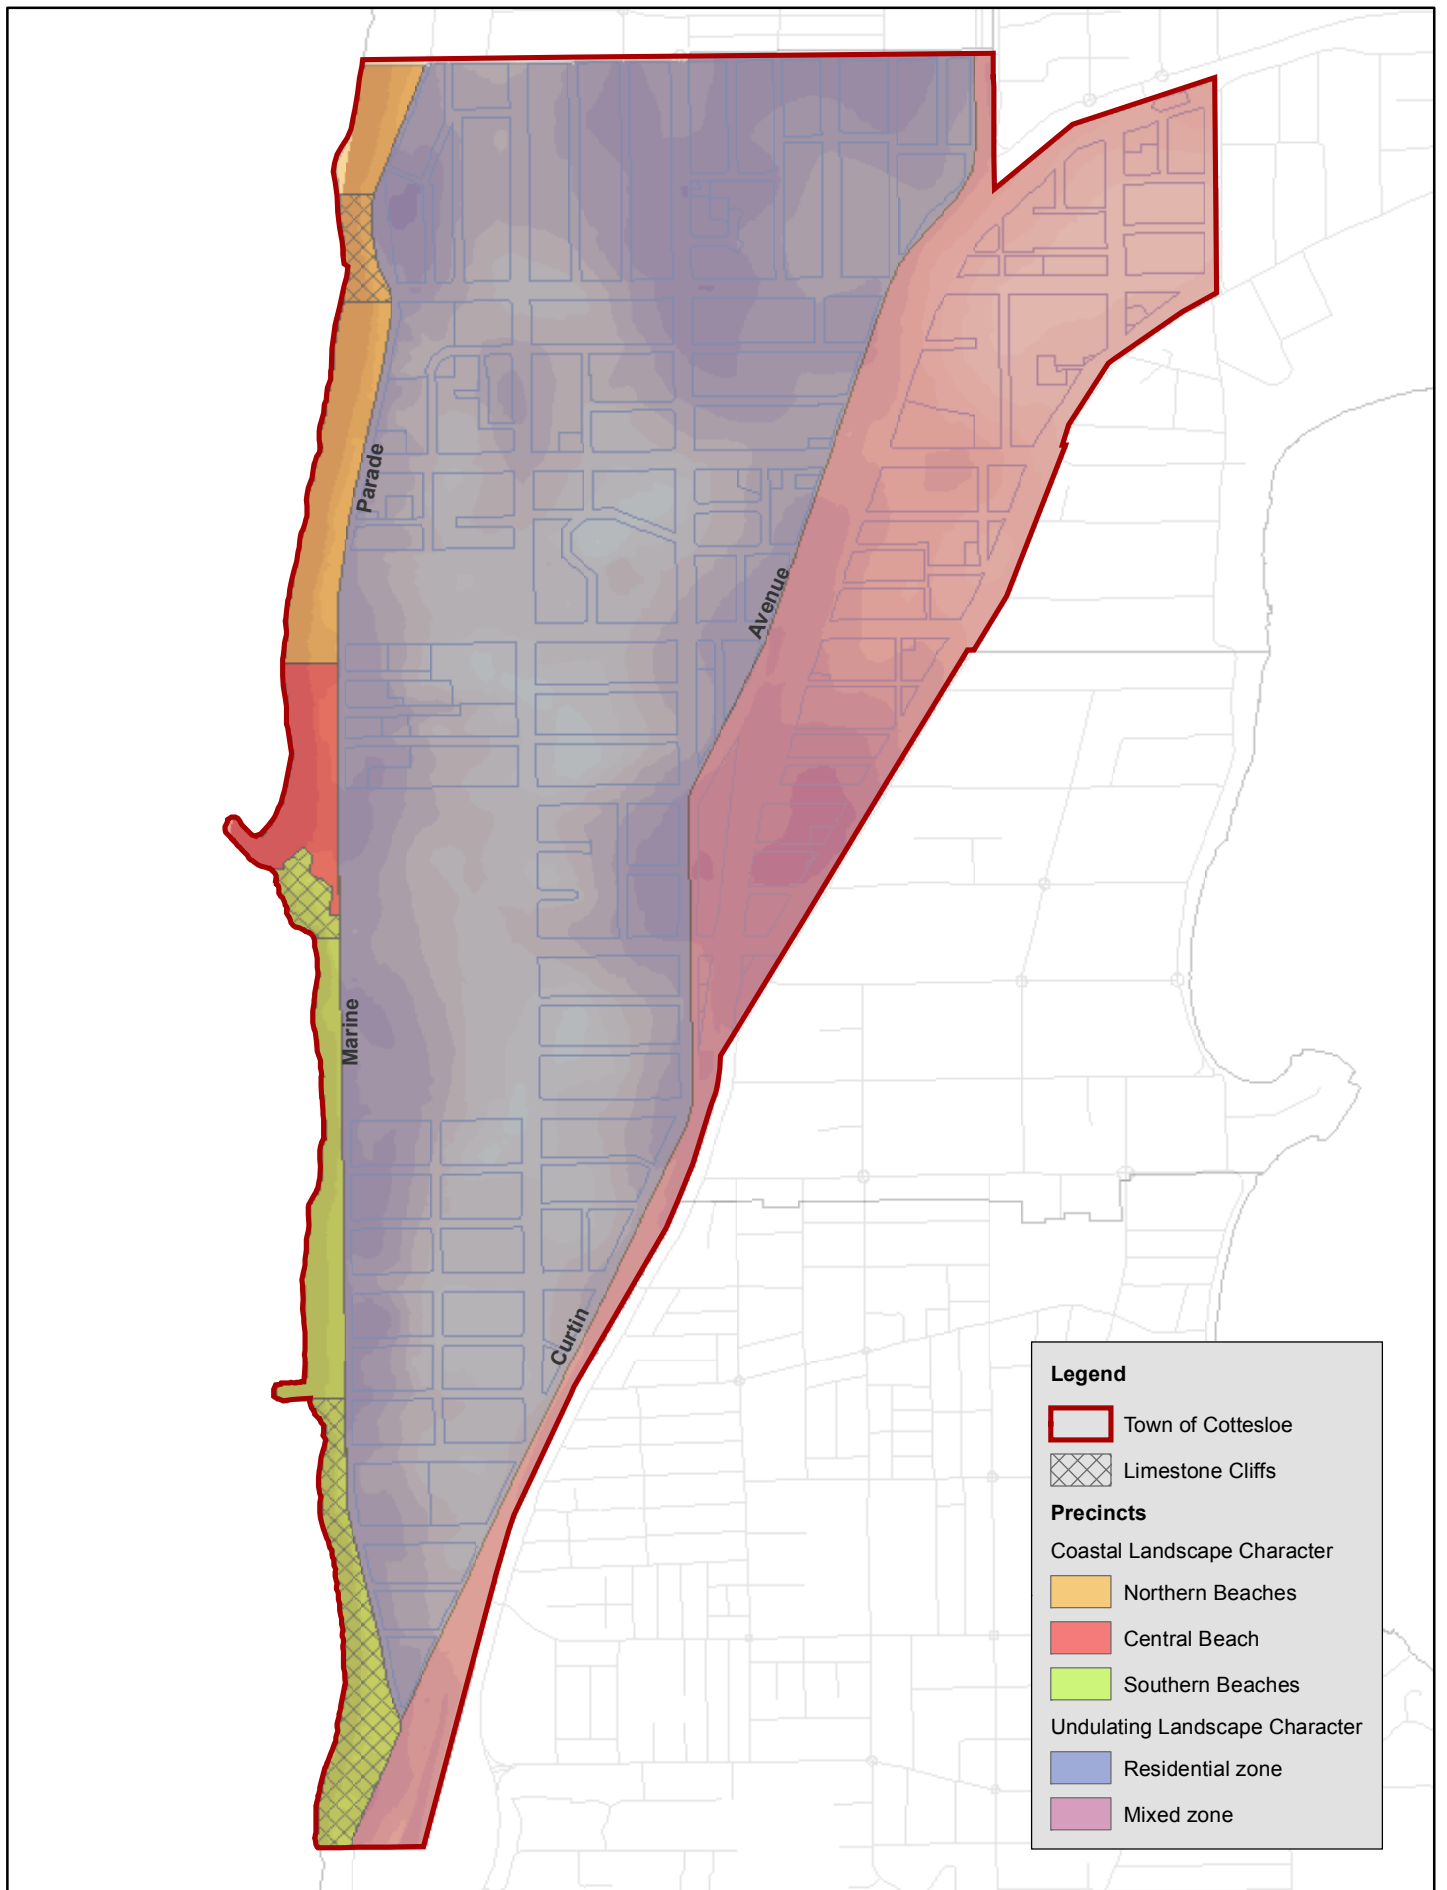 Parade
Avenue
Marine
Curtin
Legend
Town of Cottesloe
Limestone Cliffs
Precincts
Coastal Landscape Character
Northern Beaches
Central Beach
Southern Beaches
Undulating Landscape Character
Residential zone
Mixed zone